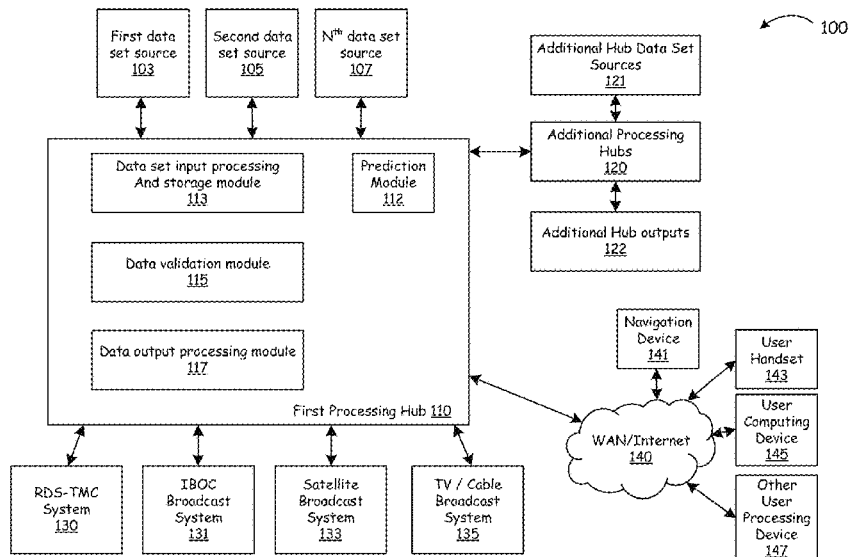 100
First data
set source
103
Second data
set source
105
Nth data set
source
107
Additional Hub Data Set
Sources
121
Additional Processing
Hubs
120
Additional Hub outputs
122
Data set input processing
And storage module
113
Prediction
Module
112
Data validation module
115
Data output processing module
117
First Processing Hub 110
Navigation
Device
141
User
Handset
143
WAN/Internet
140
User
Computing
Device
145
Other
User
Processing
Device
147
RDS-TMC
System
130
IBOC
Broadcast
System
131
Satellite
Broadcast
System
133
TV / Cable
Broadcast
System
135